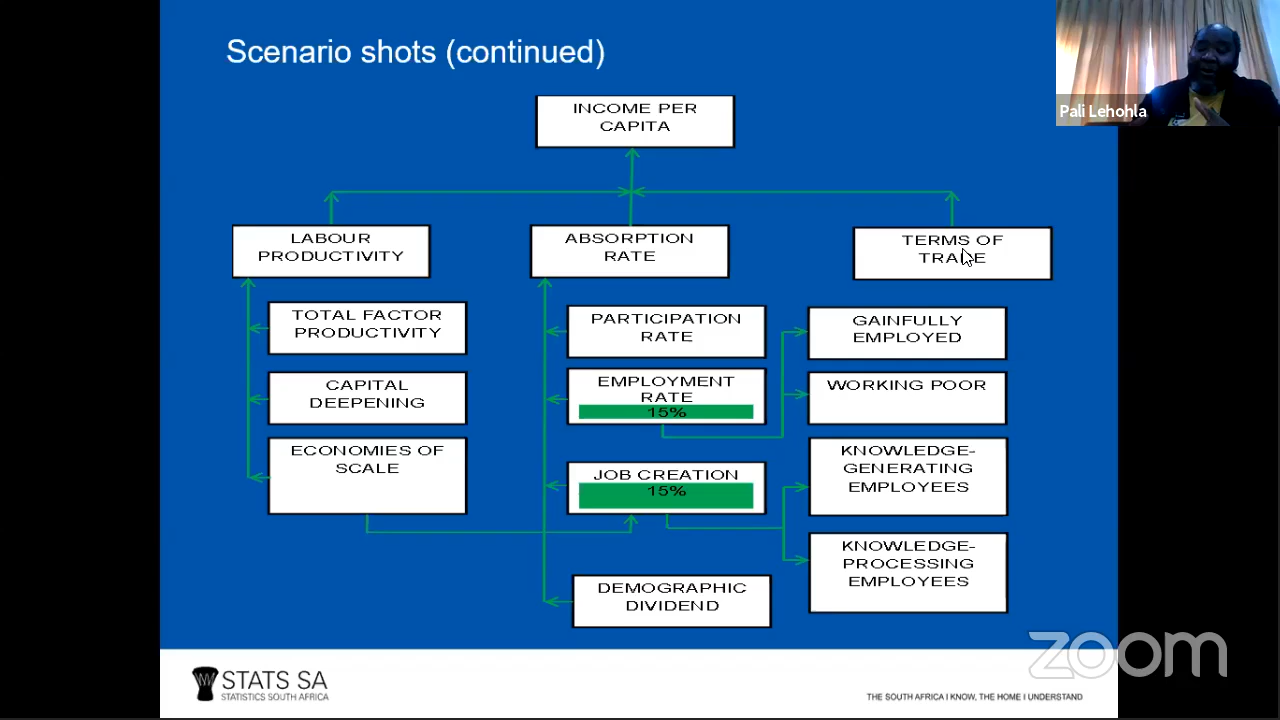 Scenario shots (continued)
Pali Lehohla
INCOME PER
CAPITA
LABOUR
PRODUCTIVITY
ABSORPTION
RATE
TERMS OF
TRADE
TOTAL FACTOR
PRODUCTIVITY
CAPITAL
DEEPENING
ECONOMIES OF
SCALE
PARTICIPATION
RATE
EMPLOYMENT
RATE
15%
JOB CREATION
15%
DEMOGRAPHIC
DIVIDEND
GAINFULLY
EMPLOYED
WORKING POOR
KNOWLEDGE-
GENERATING
EMPLOYEES
KNOWLEDGE-
PROCESSING
EMPLOYEES
zoom
STATS SA
STATISTICS SOUTH AFRICA
THE SOUTH AFRICA I KNOW, THE HOME I UNDERSTAND